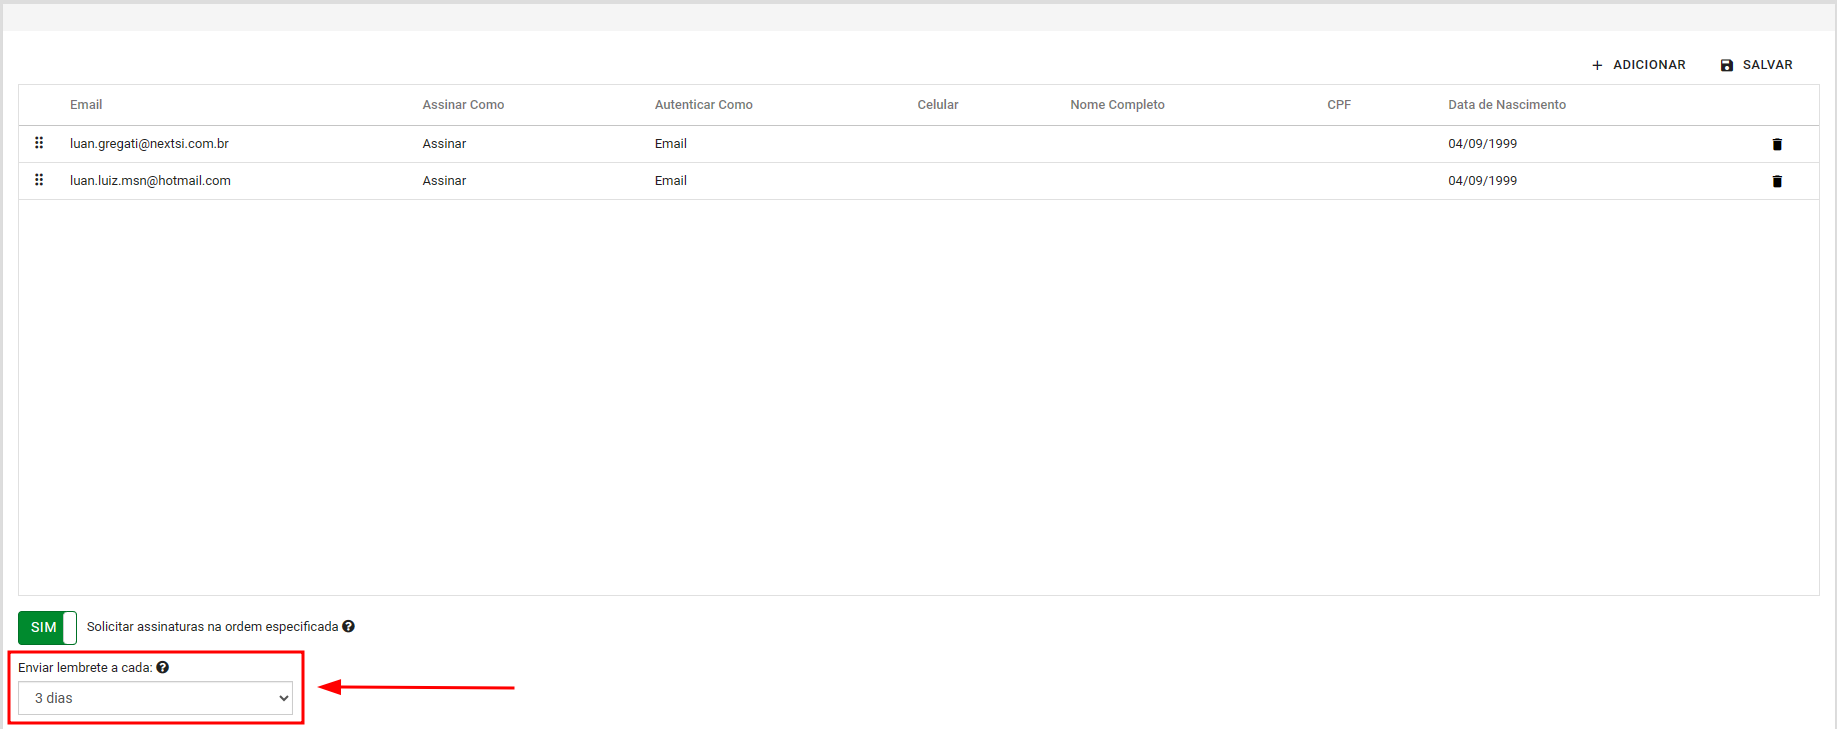 ADICIONAR SALVAR
Email Assinar Como Autenticar Como Celular Nome Completo CPF Data de Nascimento
luan.gregati@nextsi.com.br Assinar Email 04/09/1999
luan.luiz.msn@hotmail.com Assinar Email 04/09/1999
SIM Solicitar assinaturas na ordem especificada
Enviar lembrete a cada:
3 dias